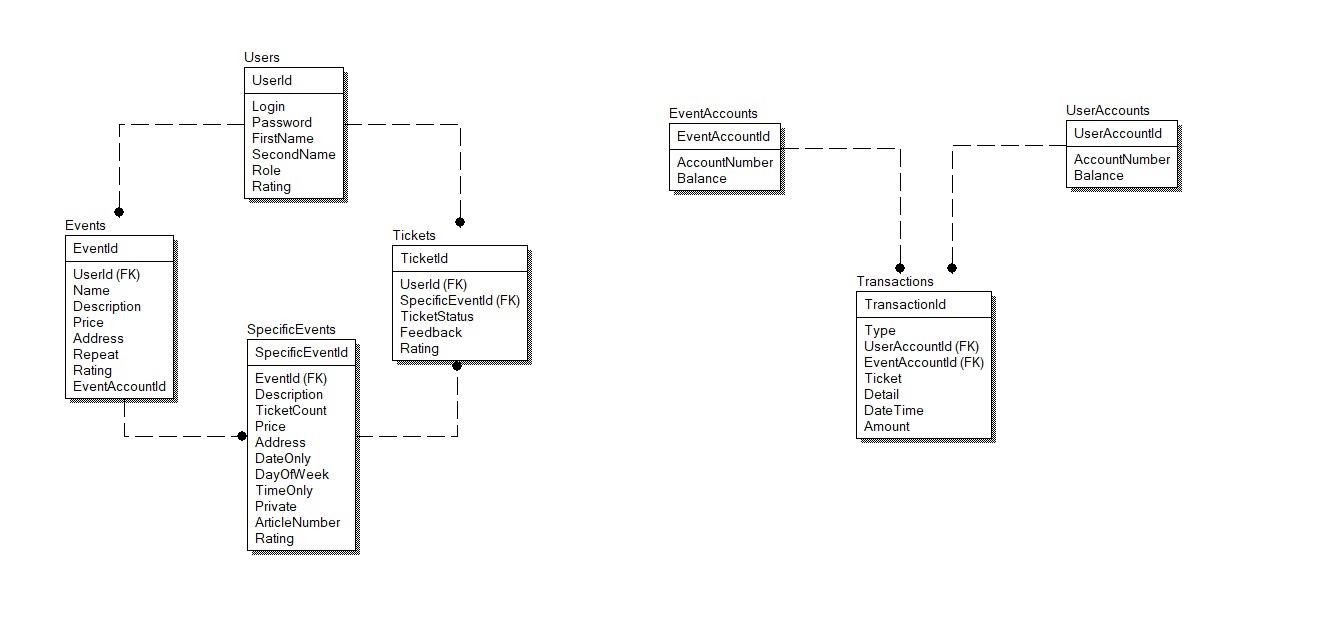 Users
UserId
Login
Password
FirstName
SecondName
Role
Rating
Events
EventId
UserId (FK)
Name
Description
Price
Address
Repeat
Rating
EventAccountId
Tickets
TicketId
UserId (FK)
SpecificEventId (FK)
TicketStatus
Feedback
Rating
SpecificEvents
SpecificEventId
EventId (FK)
Description
TicketCount
Price
Address
DateOnly
DayOfWeek
TimeOnly
Private
ArticleNumber
Rating
EventAccounts
EventAccountId
AccountNumber
Balance
UserAccounts
UserAccountId
AccountNumber
Balance
Transactions
TransactionId
Type
UserAccountId (FK)
EventAccountId (FK)
Ticket
Detail
DateTime
Amount